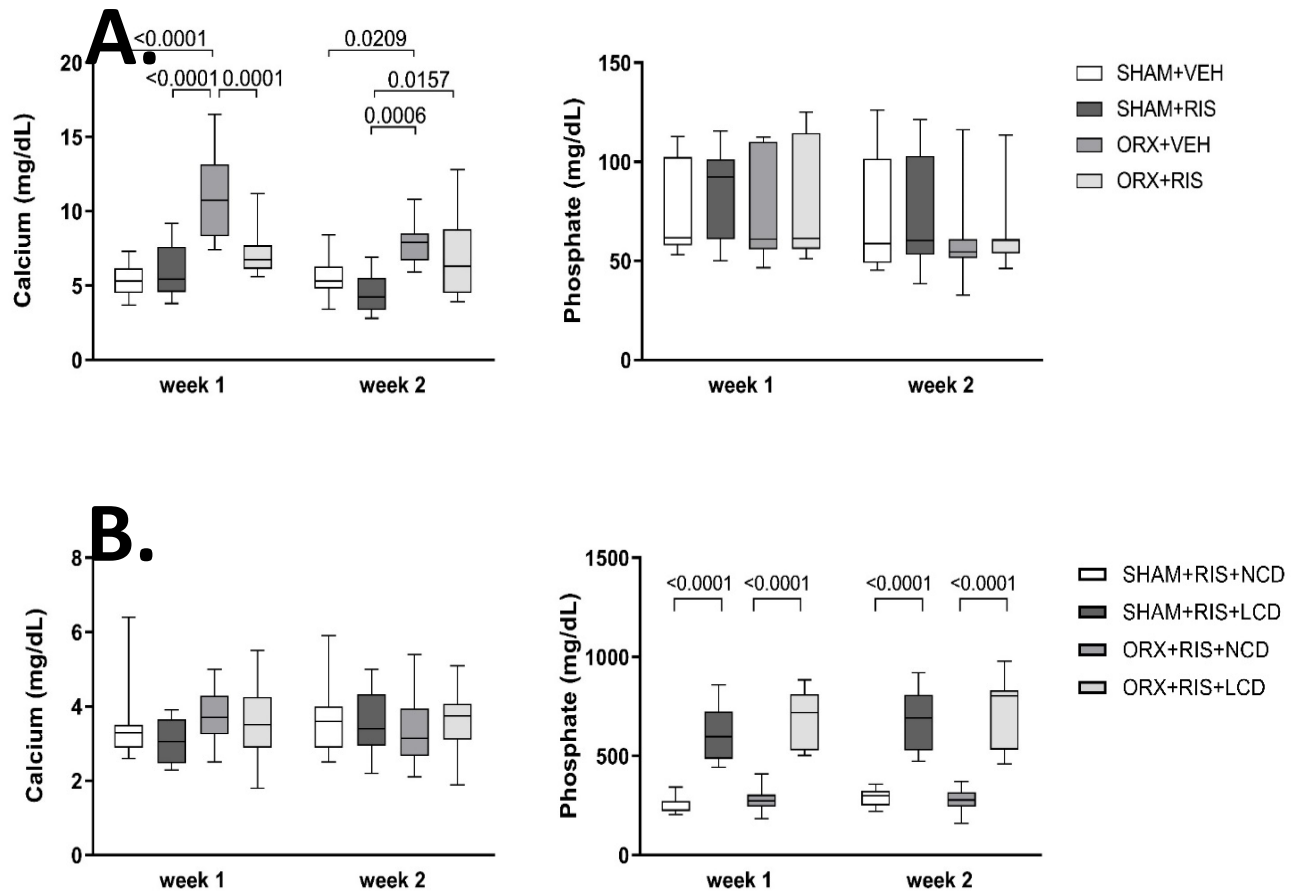 A.
<0.0001
0.0209
<0.0001 0.0001
0.0157
0.0006
20
15
10
5
0
Calcium (mg/dL)
week 1
week 2
150
100
50
0
Phosphate (mg/dL)
week 1
week 2
SHAM+VEH
SHAM+RIS
ORX+VEH
ORX+RIS
B.
8
6
4
2
0
Calcium (mg/dL)
week 1
week 2
1500
1000
500
0
Phosphate (mg/dL)
<0.0001 <0.0001 <0.0001 <0.0001
week 1
week 2
SHAM+RIS+NCD
SHAM+RIS+LCD
ORX+RIS+NCD
ORX+RIS+LCD